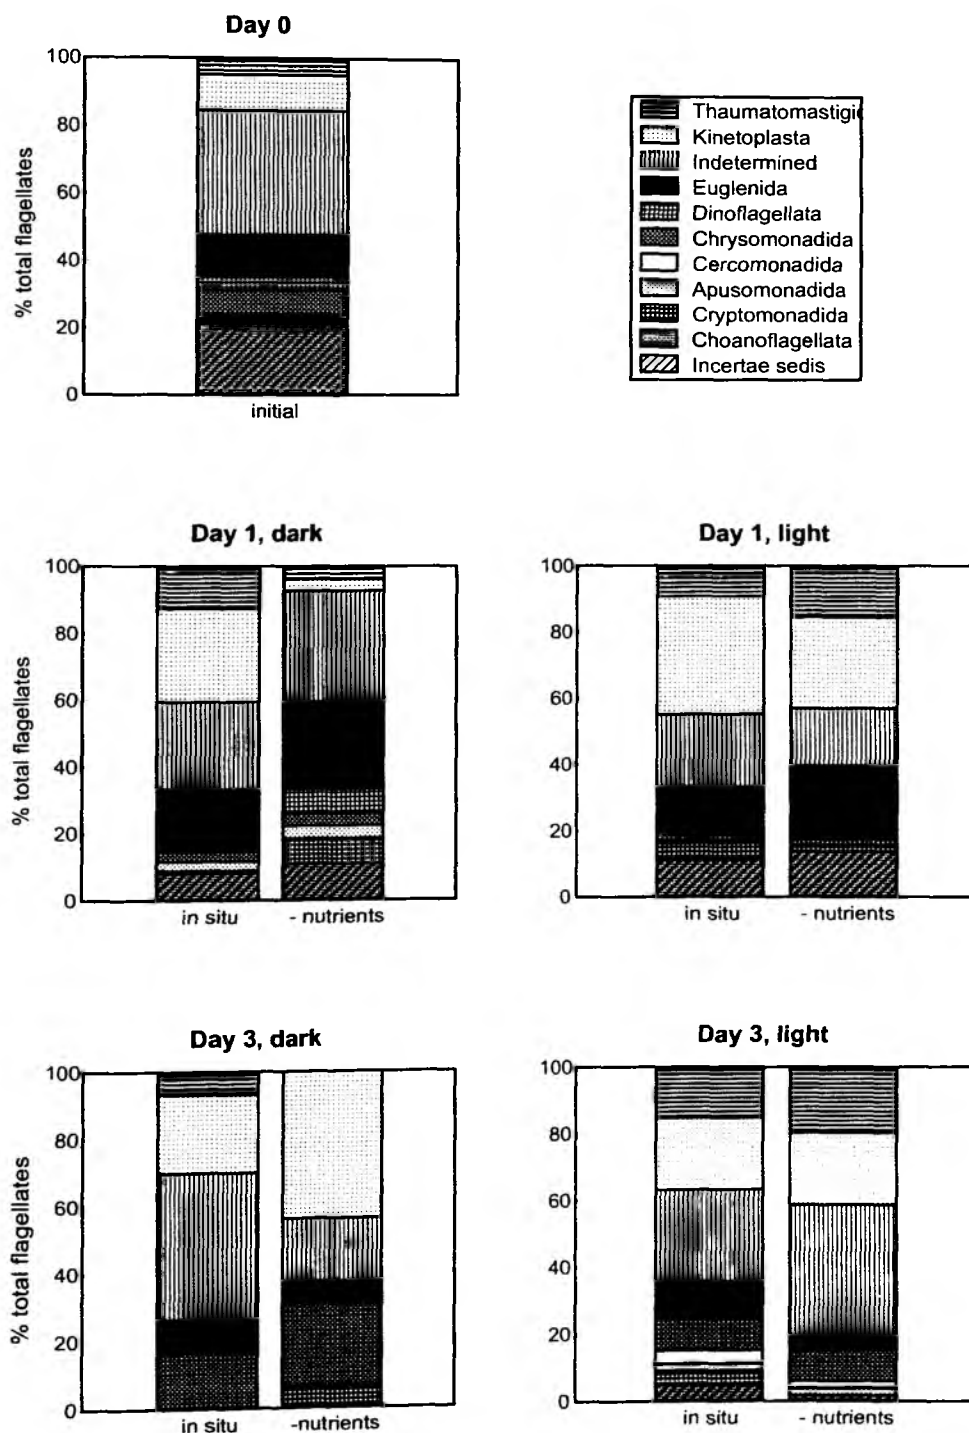 Day 0
% total flagellates
100
80
60
40
20
0
initial
Thaumatomastigi
Kinetoplasta
Indetermined
Euglenida
Dinoflagellata
Chrysomonadida
Cercomonadida
Apusomonadida
Cryptomonadida
Choanoflagellata
Incertae sedis
Day 1, dark
% total flagellates
100
80
60
40
20
0
in situ
- nutrients
Day 1, light
100
80
60
40
20
0
in situ
- nutrients
Day 3, dark
% total flagellates
100
80
60
40
20
0
in situ
-nutrients
Day 3, light
100
80
60
40
20
0
in situ
- nutrients